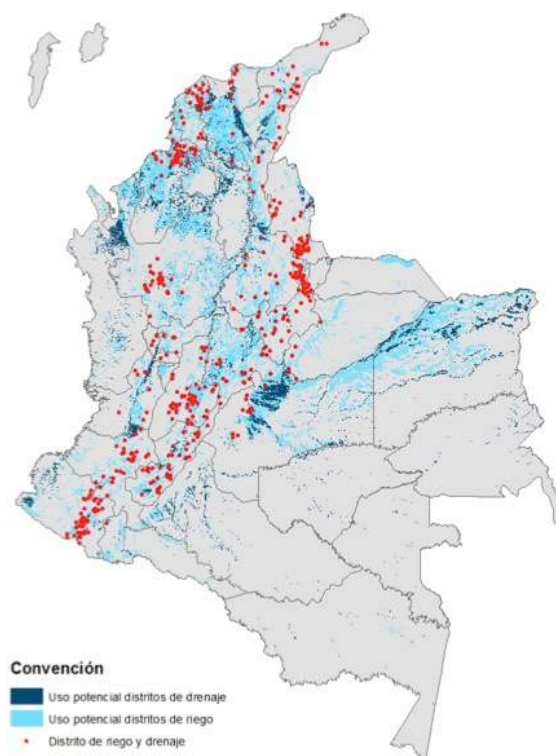 Convención
Uso potencial distritos de drenaje
Uso potencial distritos de riego
Distrito de riego y drenaje